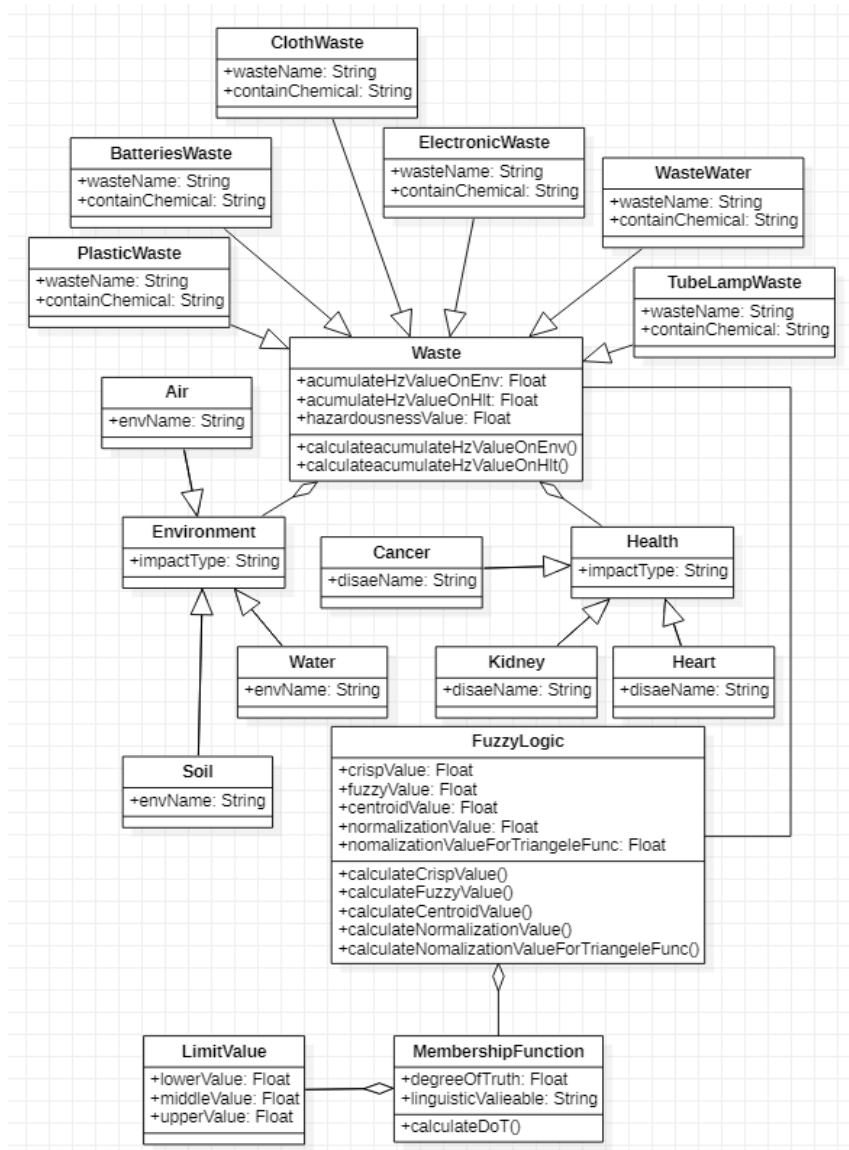 ClothWaste
+wasteName: String
+containChemical: String
ElectronicWaste
+wasteName: String
+containChemical: String
BatteriesWaste
+wasteName: String
+containChemical: String
WasteWater
+wasteName: String
+containChemical: String
PlasticWaste
+wasteName: String
+containChemical: String
TubeLampWaste
+wasteName: String
+containChemical: String
Waste
+acumulateHzValueOnEnv: Float
+acumulateHzValueOnHlt: Float
+hazardousnessValue: Float
+calculateacumulateHzValueOnEnv()
+calculateacumulateHzValueOnHlt()
Air
+envName: String
Environment
+impactType: String
Cancer
+disaeName: String
Health
+impactType: String
Water
+envName: String
Kidney
+disaeName: String
Heart
+disaeName: String
Soil
+envName: String
FuzzyLogic
+crispValue: Float
+fuzzyValue: Float
+centroidValue: Float
+normalizationValue: Float
+nomalizationValueForTriangeleFunc: Float
+calculateCrispValue()
+calculateFuzzyValue()
+calculateCentroidValue()
+calculateNormalizationValue()
+calculateNomalizationValueForTriangeleFunc()
LimitValue
+lowerValue: Float
+middleValue: Float
+upperValue: Float
MembershipFunction
+degreeOfTruth: Float
+linguisticValieable: String
+calculateDoT()